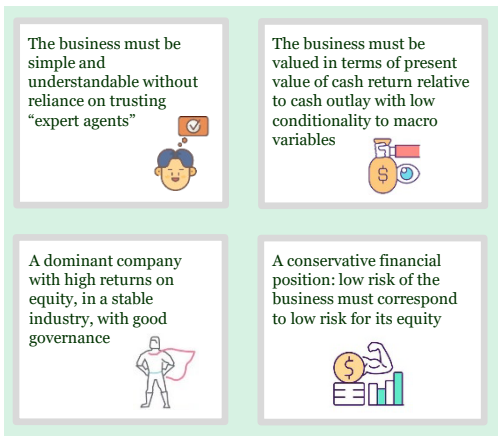 The business must be
simple and
understandable without
reliance on trusting
“expert agents”
The business must be
valued in terms of present
value of cash return relative
to cash outlay with low
conditionality to macro
variables
$
A dominant company
with high returns on
equity, in a stable
industry, with good
governance
A conservative financial
position: low risk of the
business must correspond
to low risk for its equity
$